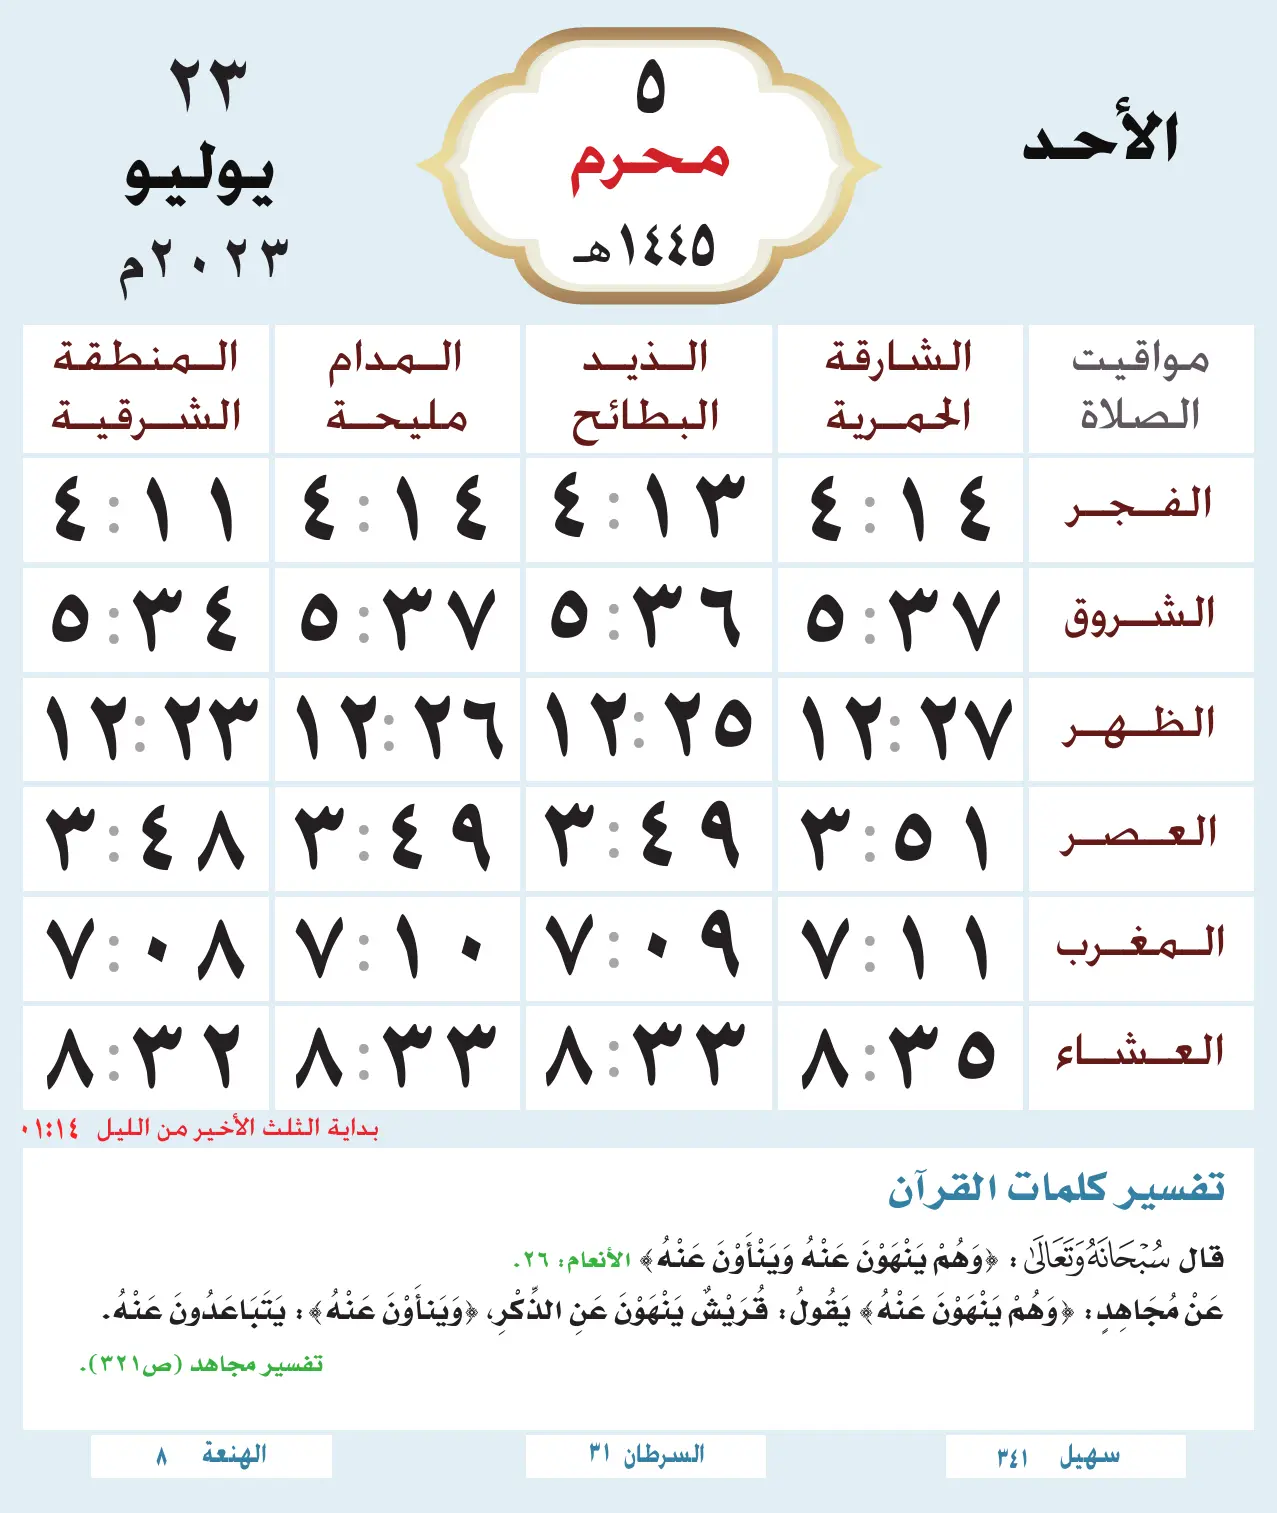 الأحد
٥
محرم
١٤٤٥هـ
٢٣
يوليو
٢٠٢٣م
مواقيت الصلاة | الشارقة الحمرية | الذيد البطائح | المدام مليحة | المنطقة الشرقية
الفجر ٤:١٤ ٤:١٣ ٤:١٤ ٤:١١
الشروق ٥:٣٧ ٥:٣٦ ٥:٣٧ ٥:٣٤
الظهر ١٢:٢٧ ١٢:٢٥ ١٢:٢٦ ١٢:٢٣
العصر ٣:٥١ ٣:٤٩ ٣:٤٩ ٣:٤٨
المغرب ٧:١١ ٧:٠٩ ٧:١٠ ٧:٠٨
العشاء ٨:٣٥ ٨:٣٣ ٨:٣٣ ٨:٣٢
بداية الثلث الأخير من الليل ٠١:١٤
تفسير كلمات القرآن
قال سُبْحَانَهُ وَتَعَالَىٰ: ﴿وَهُمْ يَنْهَوْنَ عَنْهُ وَيَنْأَوْنَ عَنْهُ﴾ الأنعام: ٢٦.
عَنْ مُجَاهِدٍ: ﴿وَهُمْ يَنْهَوْنَ عَنْهُ﴾ يَقُولُ: قُرَيْشٌ يَنْهَوْنَ عَنِ الذِّكْرِ، ﴿وَيَنأَوْنَ عَنْهُ﴾: يَتَبَاعَدُونَ عَنْهُ.
تفسير مجاهد (ص٣٢١).
سهيل ٣٤١
السرطان ٣١
الهنعة ٨